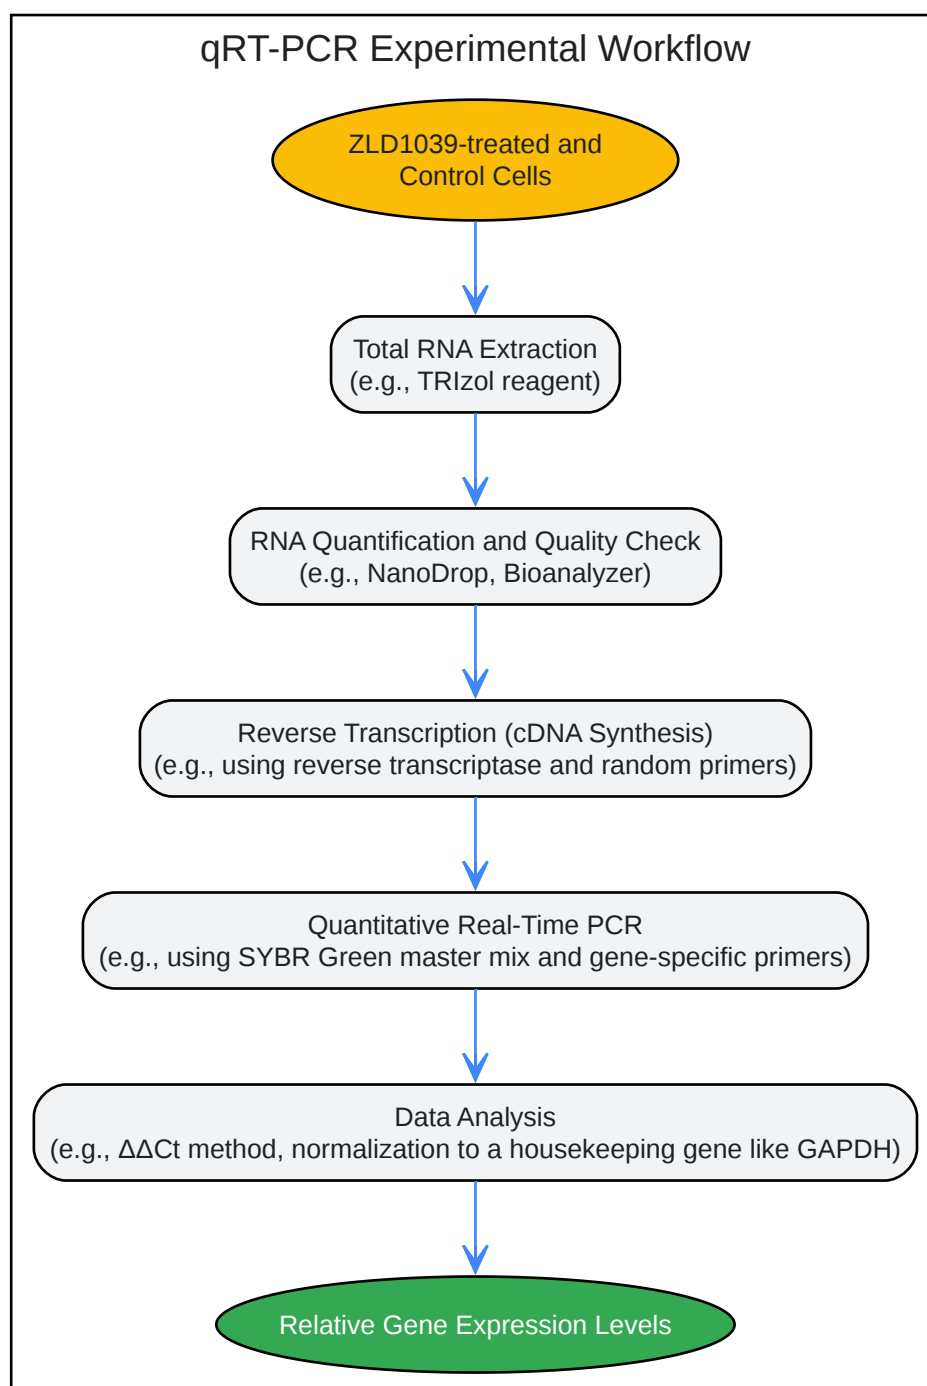 qRT-PCR Experimental Workflow
ZLD1039-treated and
Control Cells
Total RNA Extraction
(e.g., TRIzol reagent)
RNA Quantification and Quality Check
(e.g., NanoDrop, Bioanalyzer)
Reverse Transcription (cDNA Synthesis)
(e.g., using reverse transcriptase and random primers)
Quantitative Real-Time PCR
(e.g., using SYBR Green master mix and gene-specific primers)
Data Analysis
(e.g., ΔΔCt method, normalization to a housekeeping gene like GAPDH)
Relative Gene Expression Levels